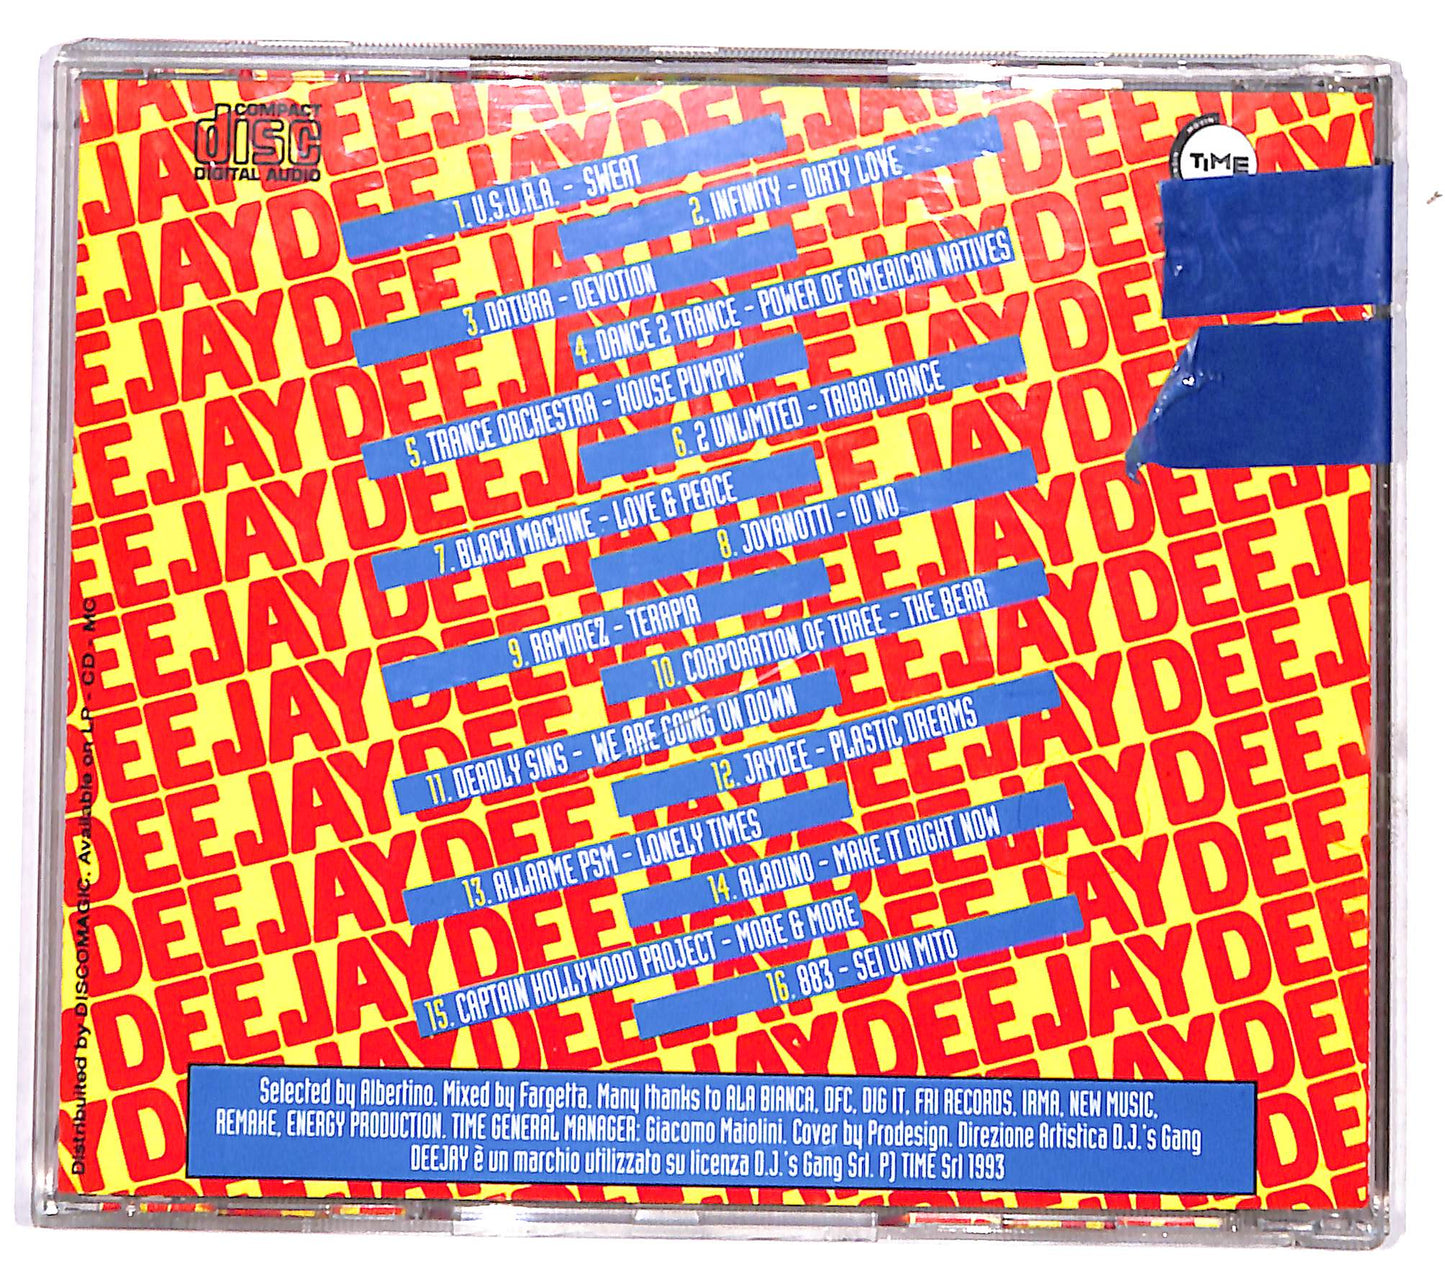 COMPACT
disc
DIGITAL AUDIO
TIME
1. U.S.U.R.A. - SWEAT
2. INFINITY - DIRTY LOVE
3. DATURA - DEVOTION
4. DANCE 2 TRANCE - POWER OF AMERICAN NATIVES
5. TRANCE ORCHESTRA - HOUSE PUMPIN'
6. 2 UNLIMITED - TRIBAL DANCE
7. BLACK MACHINE - LOVE & PEACE
8. JOVANOTTI - IO NO
9. RAMIREZ - TERAPIA
10. CORPORATION OF THREE - THE BEAR
11. DEADLY SINS - WE ARE GOING ON DOWN
12. JAYDEE - PLASTIC DREAMS
13. ALLARME PSM - LONELY TIMES
14. ALADINO - MAKE IT RIGHT NOW
15. CAPTAIN HOLLYWOOD PROJECT - MORE & MORE
16. 883 - SEI UN MITO
Selected by Albertino. Mixed by Fargetta. Many thanks to ALA BIANCA, DFC, DIG IT, FRI RECORDS, IRMA, NEW MUSIC,
REMAKE, ENERGY PRODUCTION. TIME GENERAL MANAGER: Giacomo Maiolini. Cover by Prodesign. Direzione Artistica D.J.'s Gang
DEEJAY è un marchio utilizzato su licenza D.J.'s Gang Srl. PJ TIME Srl 1993
Distributed by DISCOMAGIC. Available on LP - CD - MC
DEEJAY